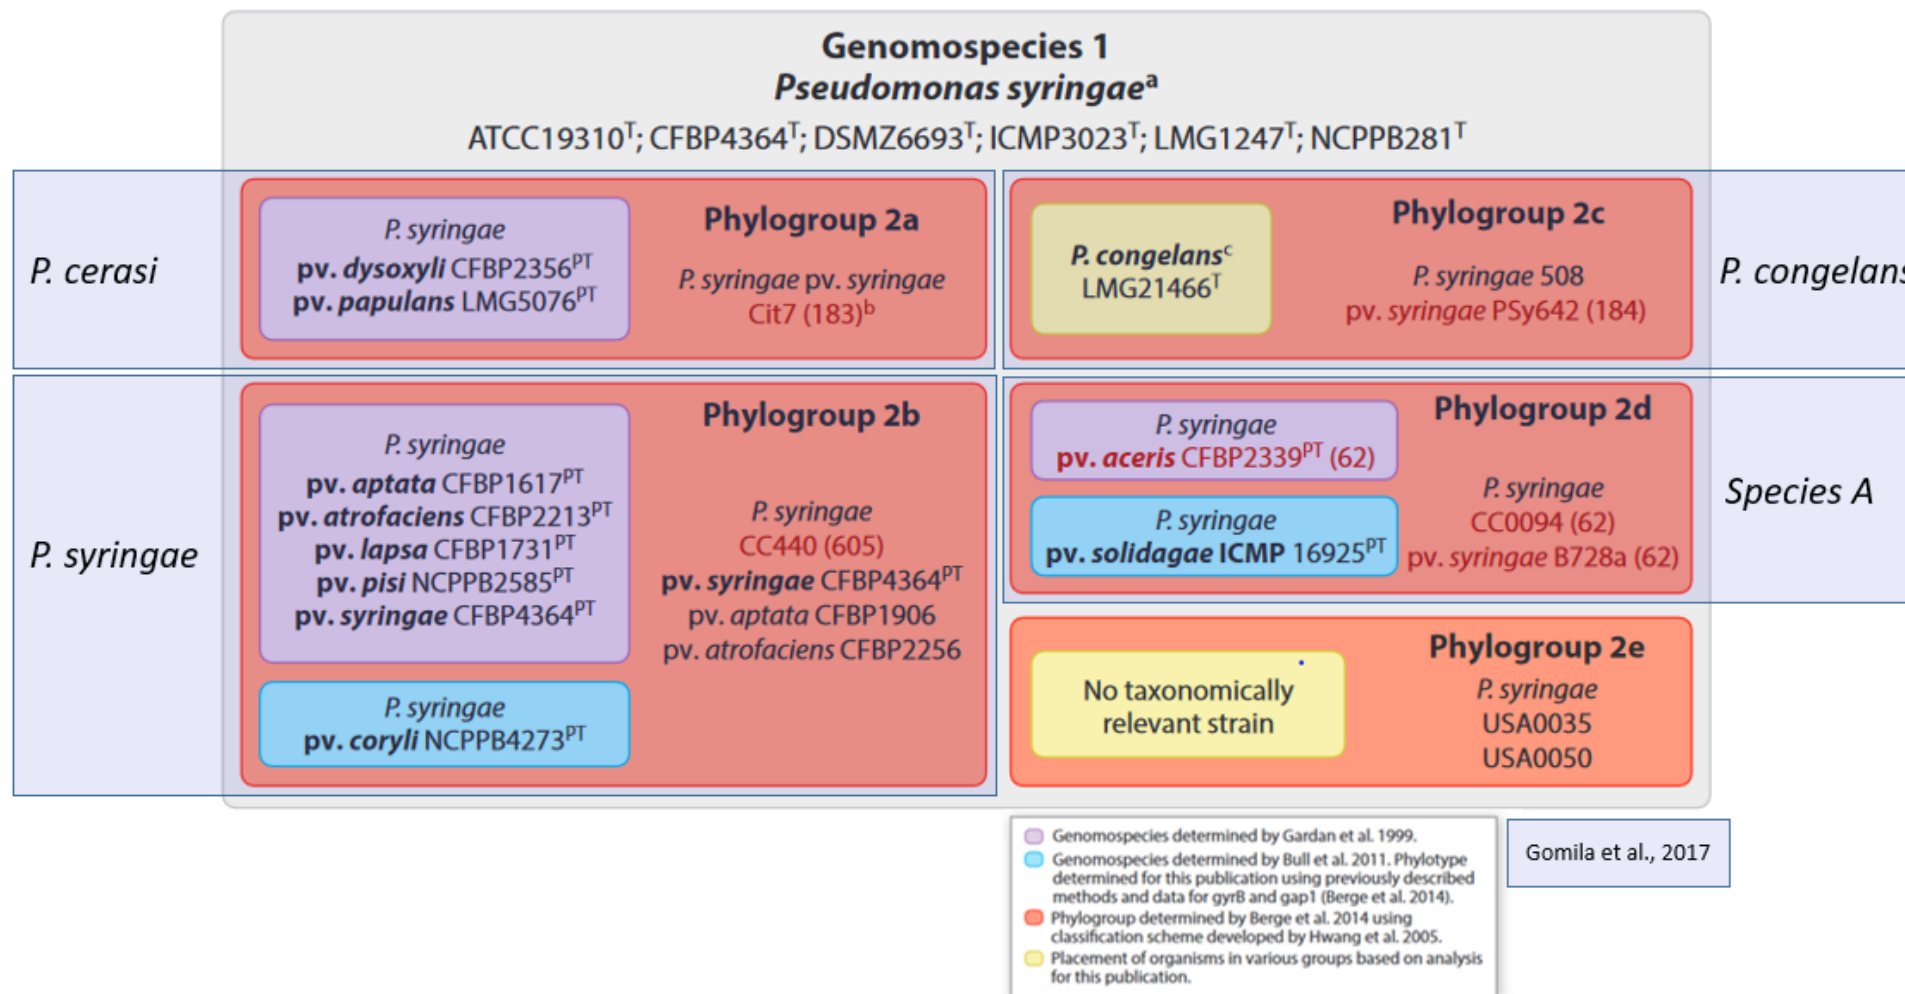 Genomospecies 1
Pseudomonas syringaeᵃ
ATCC19310ᵀ; CFBP4364ᵀ; DSMZ6693ᵀ; ICMP3023ᵀ; LMG1247ᵀ; NCPPB281ᵀ
P. cerasi
P. syringae
pv. dysoxyli CFBP2356ᴾᵀ
pv. papulans LMG5076ᴾᵀ
Phylogroup 2a
P. syringae pv. syringae
Cit7 (183)ᵇ
P. congelansᶜ
LMG21466ᵀ
Phylogroup 2c
P. syringae 508
pv. syringae PSy642 (184)
P. congelans
P. syringae
P. syringae
pv. aptata CFBP1617ᴾᵀ
pv. atrofaciens CFBP2213ᴾᵀ
pv. lapsa CFBP1731ᴾᵀ
pv. pisi NCPPB2585ᴾᵀ
pv. syringae CFBP4364ᴾᵀ
P. syringae
pv. coryli NCPPB4273ᴾᵀ
Phylogroup 2b
P. syringae
CC440 (605)
pv. syringae CFBP4364ᴾᵀ
pv. aptata CFBP1906
pv. atrofaciens CFBP2256
P. syringae
pv. aceris CFBP2339ᴾᵀ (62)
P. syringae
pv. solidagae ICMP 16925ᴾᵀ
Phylogroup 2d
P. syringae
CC0094 (62)
pv. syringae B728a (62)
Species A
No taxonomically
relevant strain
Phylogroup 2e
P. syringae
USA0035
USA0050
Genomospecies determined by Gardan et al. 1999.
Genomospecies determined by Bull et al. 2011. Phylotype
determined for this publication using previously described
methods and data for gyrB and gap1 (Berge et al. 2014).
Phylogroup determined by Berge et al. 2014 using
classification scheme developed by Hwang et al. 2005.
Placement of organisms in various groups based on analysis
for this publication.
Gomila et al., 2017